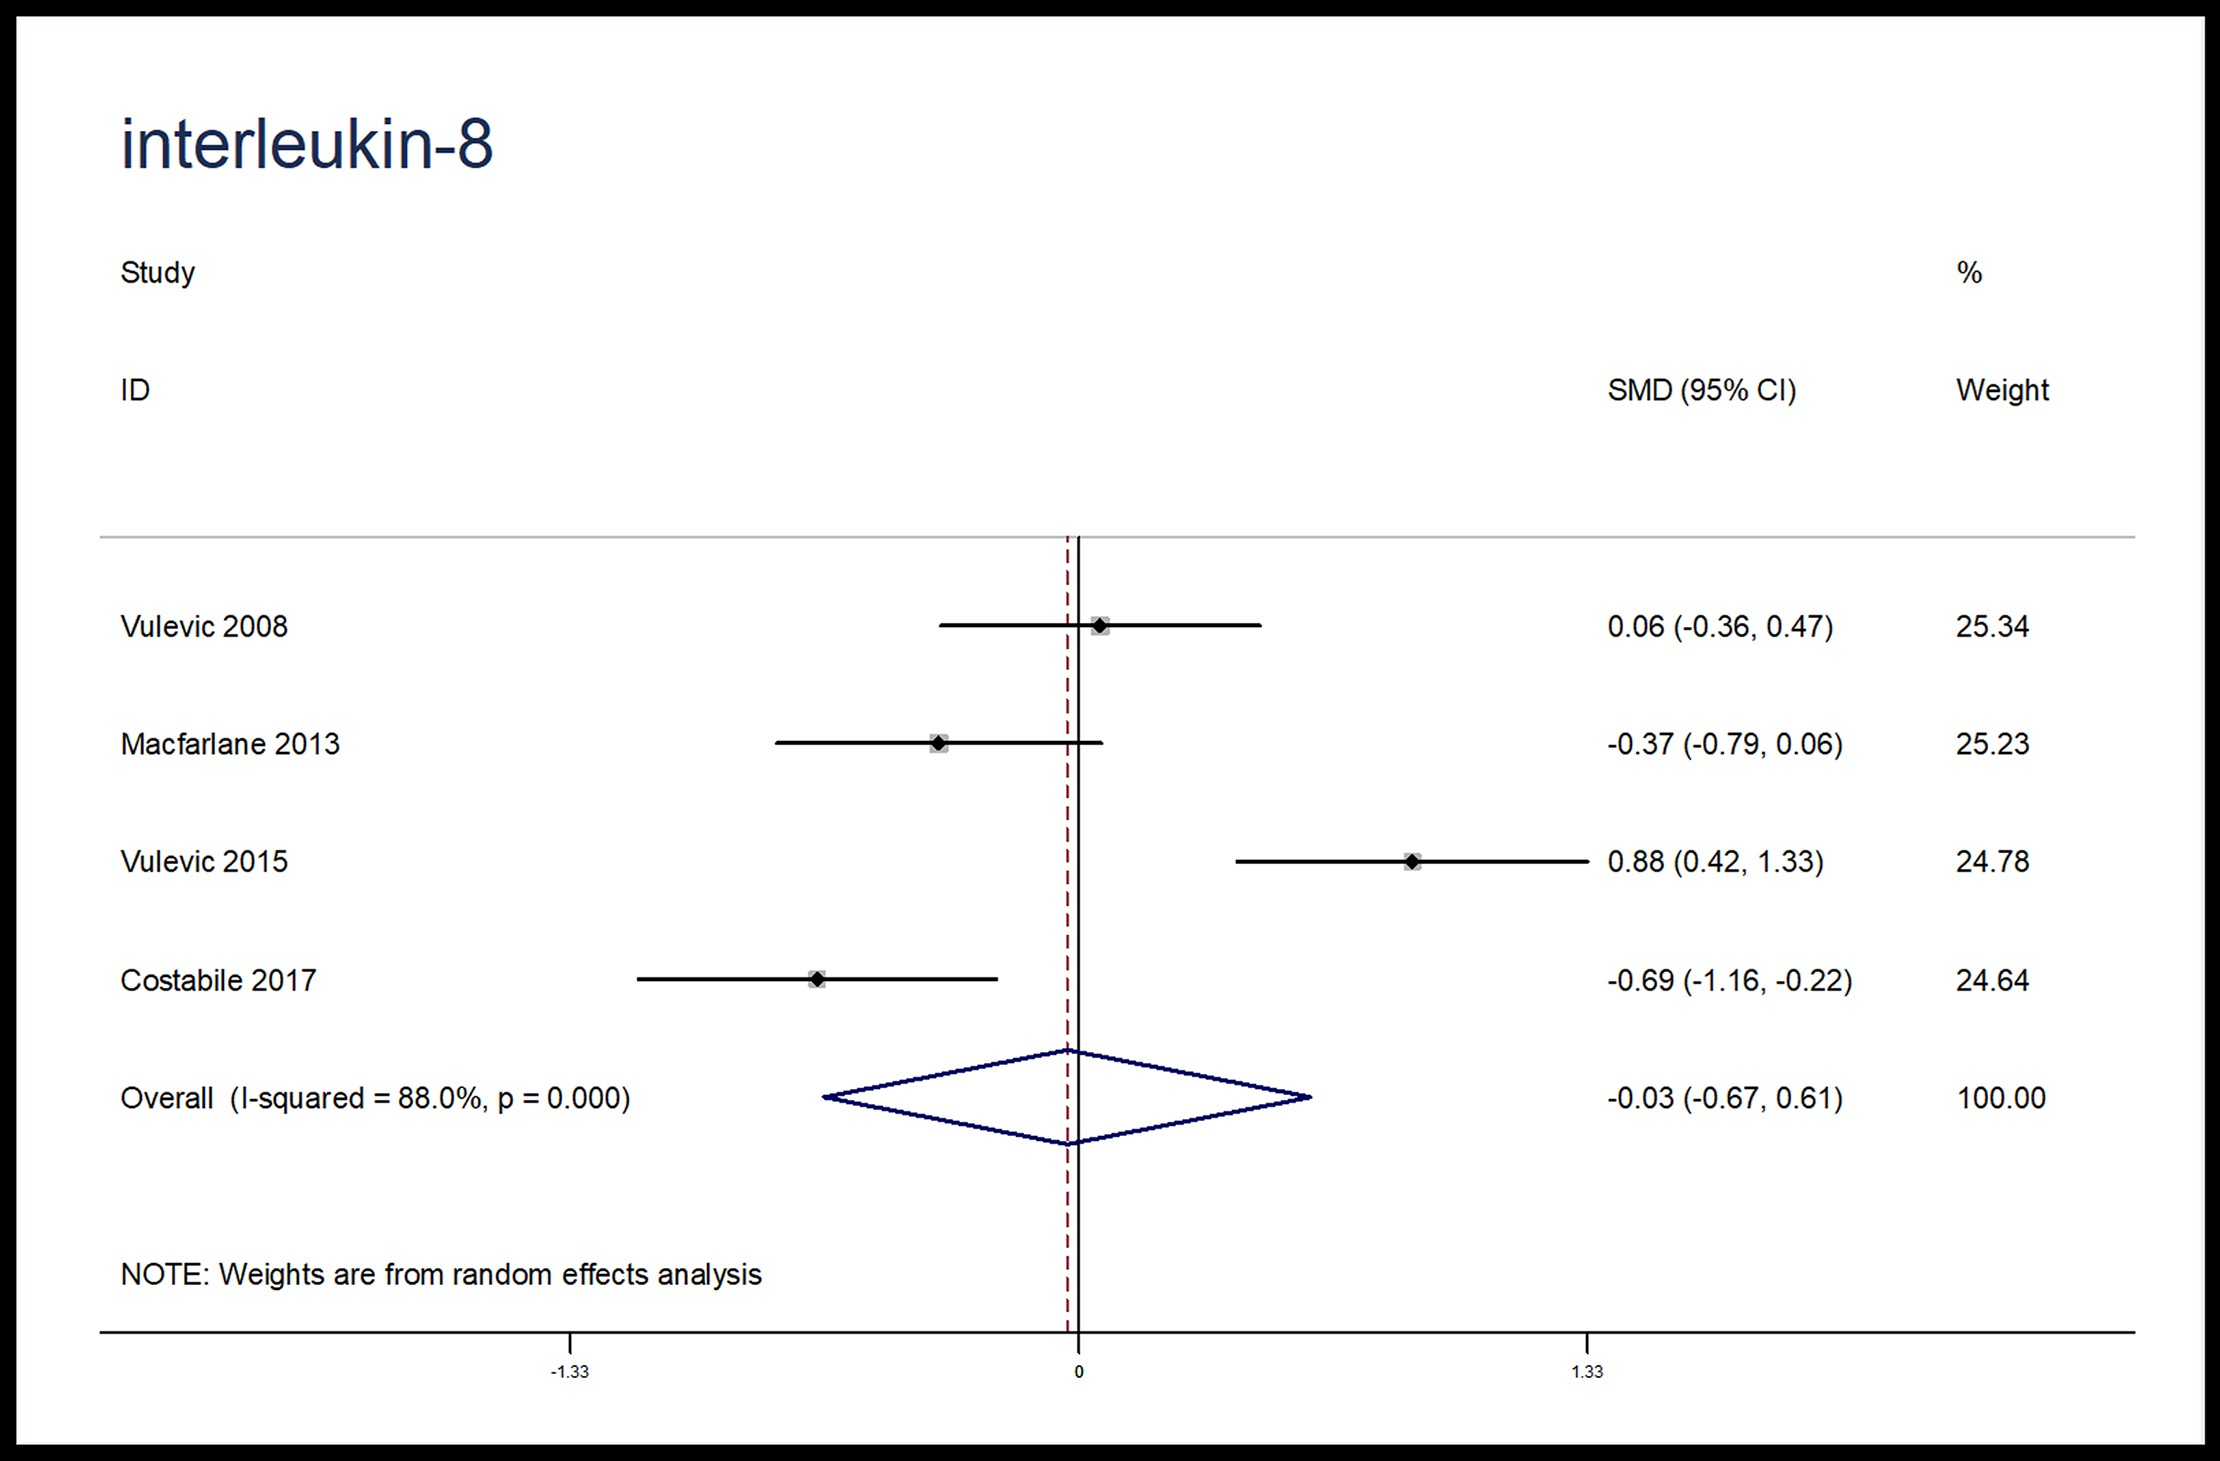 interleukin-8
Study %
ID SMD (95% CI) Weight
Vulevic 2008 0.06 (-0.36, 0.47) 25.34
Macfarlane 2013 -0.37 (-0.79, 0.06) 25.23
Vulevic 2015 0.88 (0.42, 1.33) 24.78
Costabile 2017 -0.69 (-1.16, -0.22) 24.64
Overall (I-squared = 88.0%, p = 0.000) -0.03 (-0.67, 0.61) 100.00
NOTE: Weights are from random effects analysis
-1.33 0 1.33